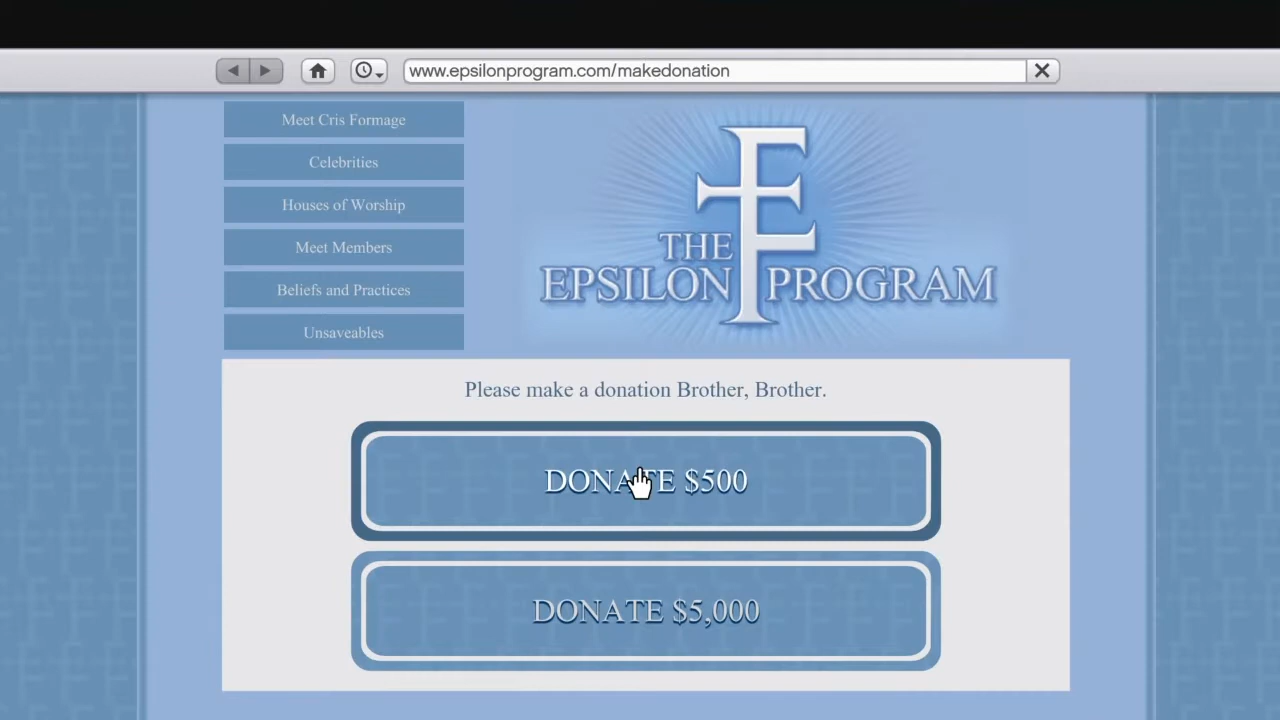 www.epsilonprogram.com/makedonation
Meet Cris Formage
Celebrities
Houses of Worship
Meet Members
Beliefs and Practices
Unsaveables
THE
EPSILON PROGRAM
Please make a donation Brother, Brother.
DONATE $500
DONATE $5,000